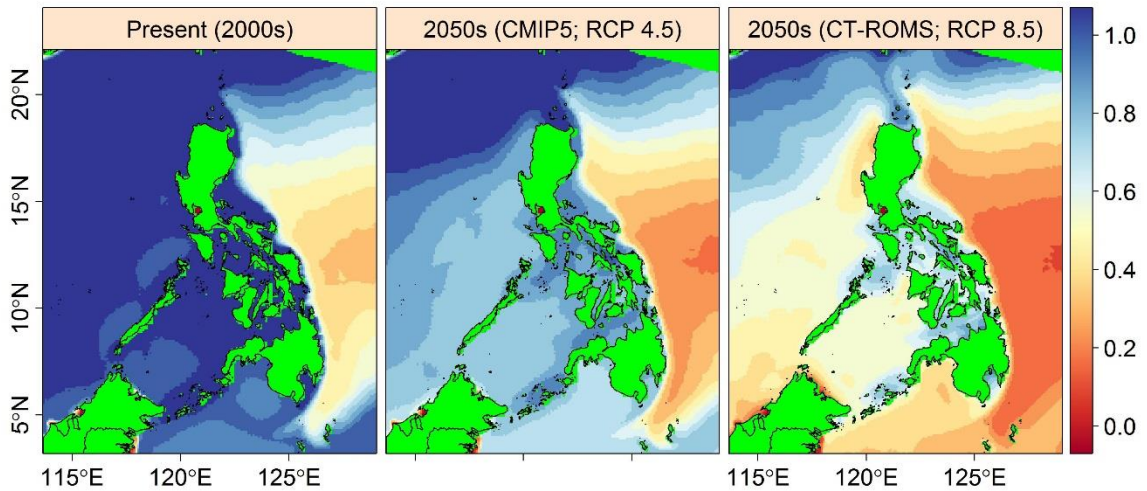 Present (2000s)
2050s (CMIP5; RCP 4.5)
2050s (CT-ROMS; RCP 8.5)
20°N
15°N
10°N
5°N
115°E
120°E
125°E
115°E
120°E
125°E
1.0
0.8
0.6
0.4
0.2
0.0